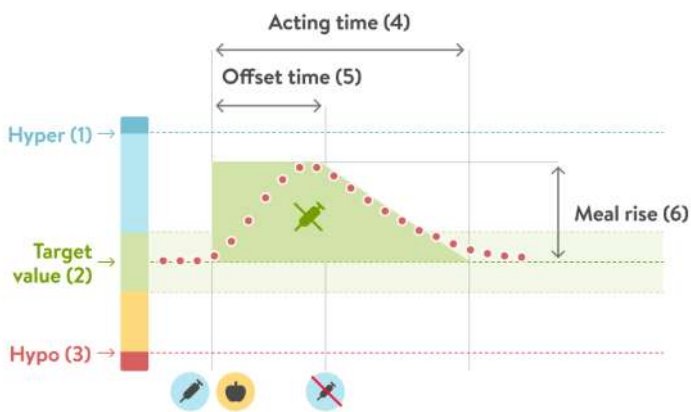 Acting time (4)
Offset time (5)
Hyper (1)
Meal rise (6)
Target
value (2)
Hypo (3)